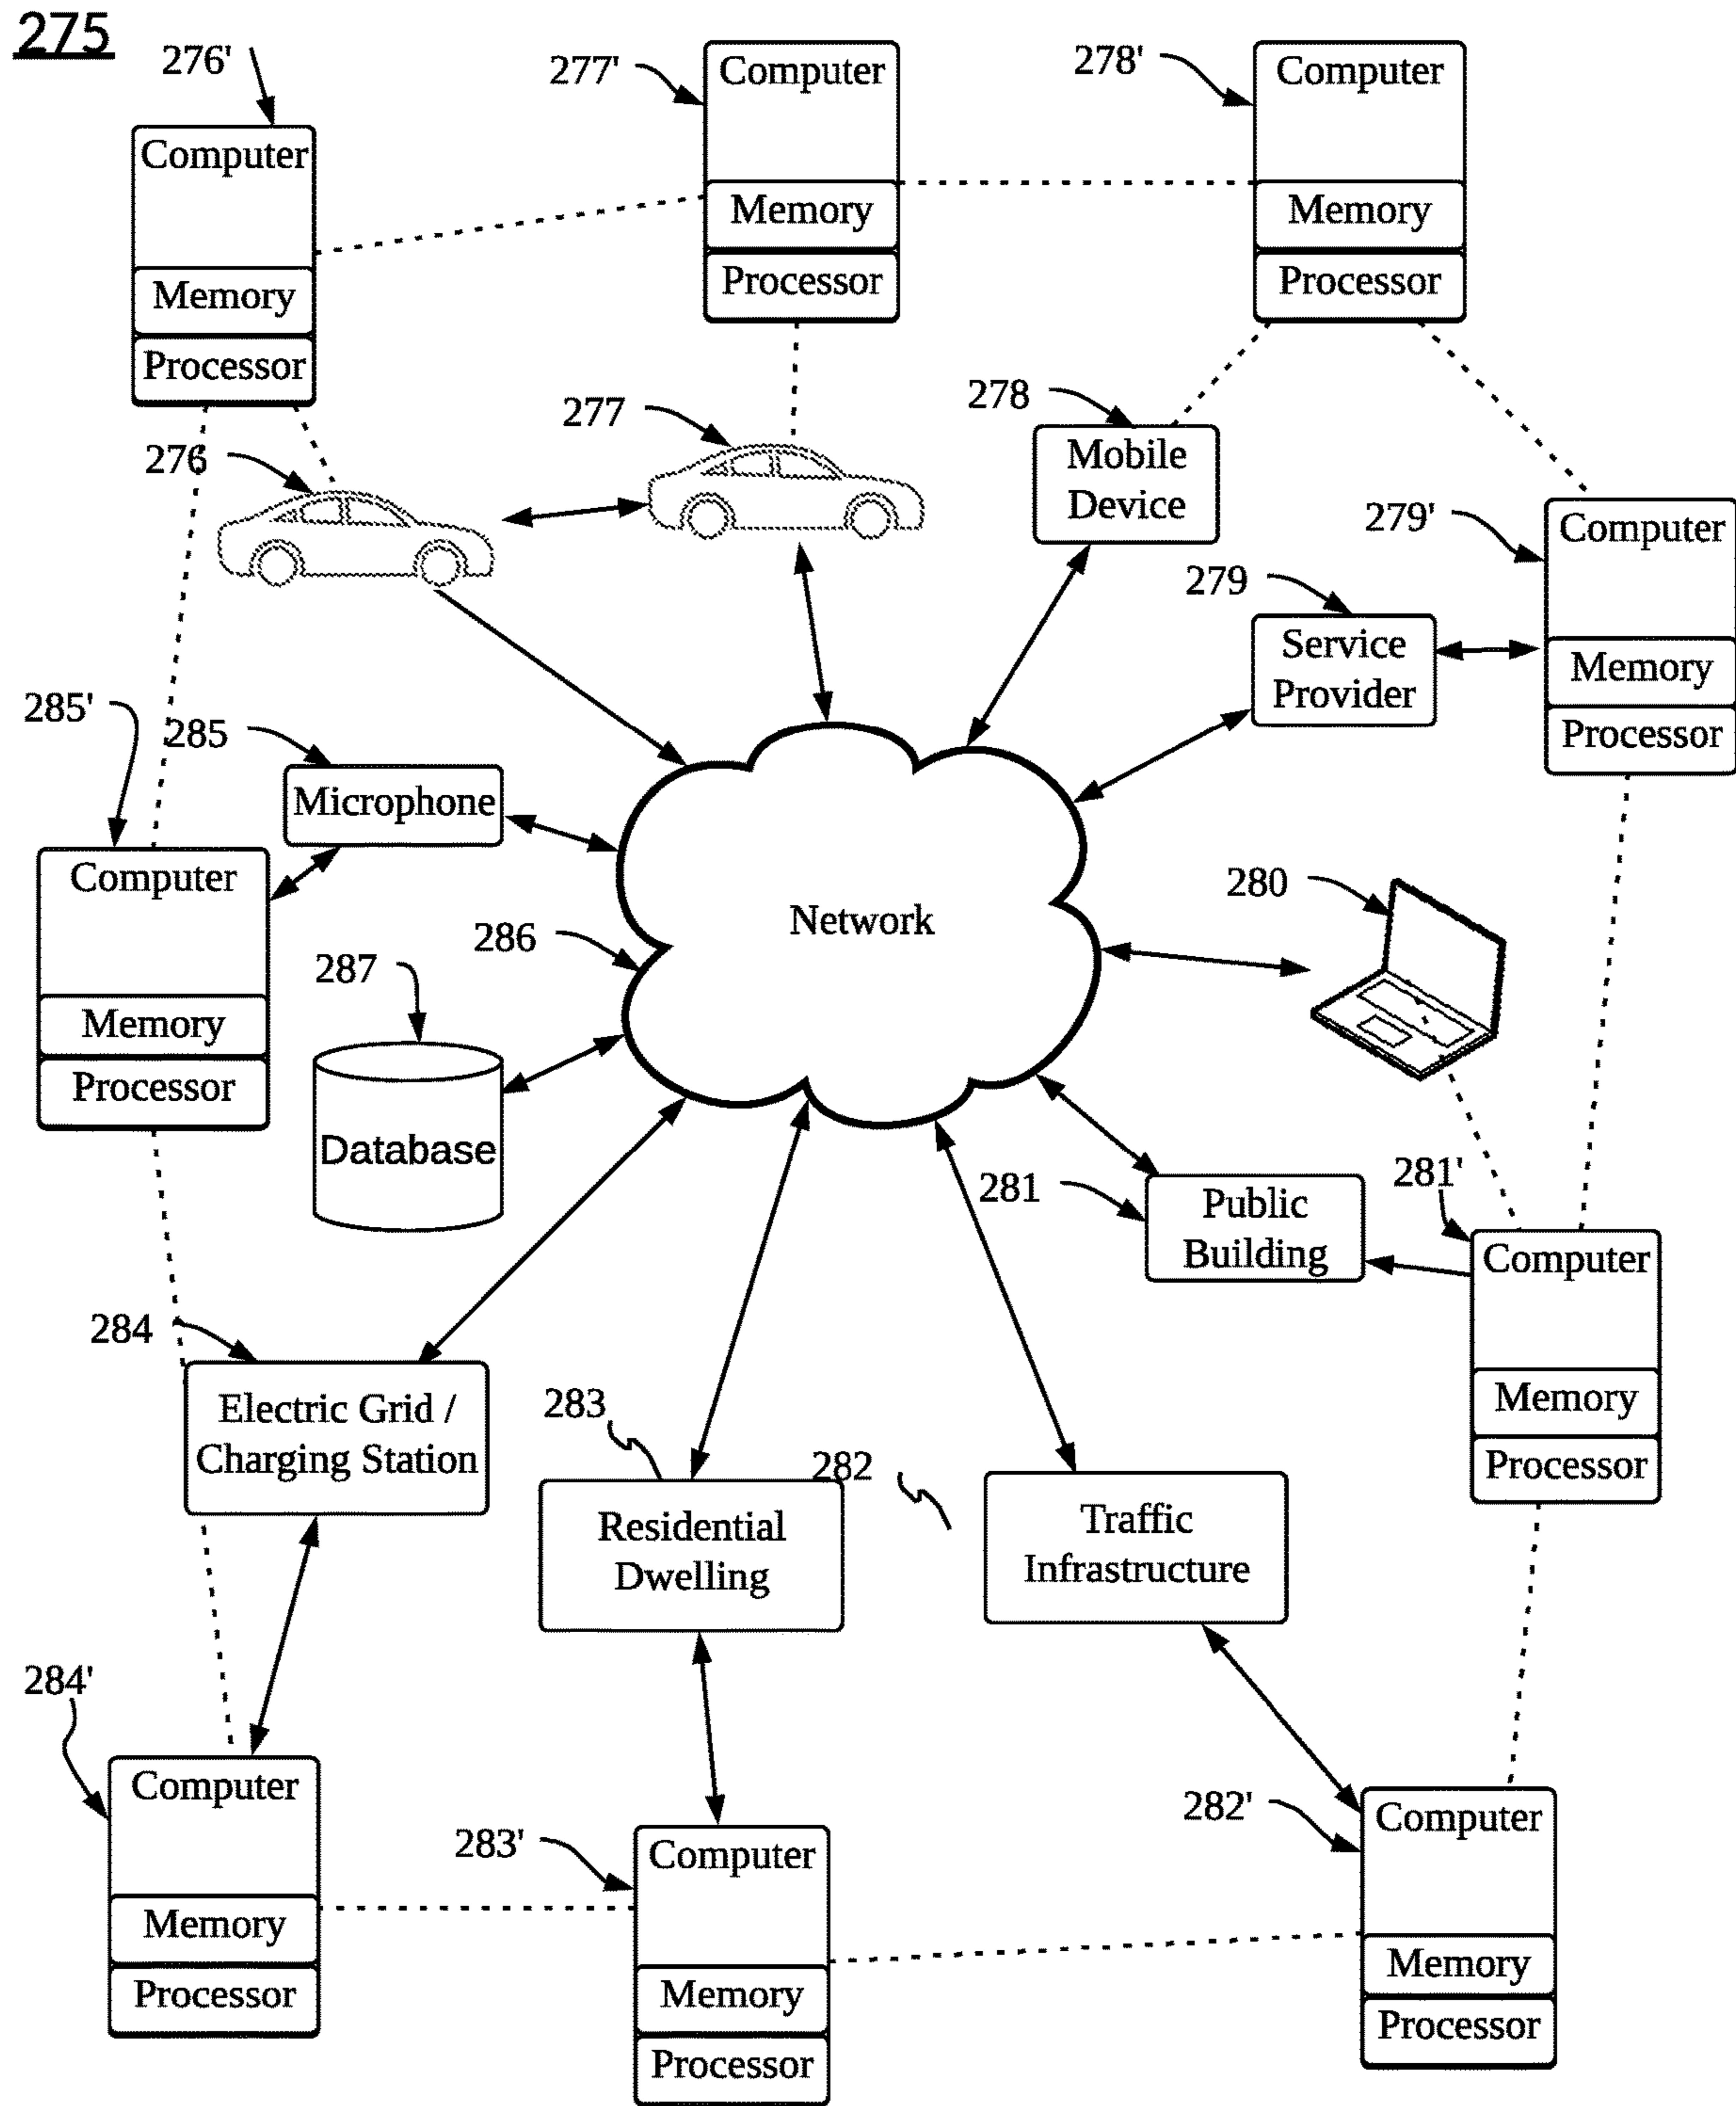 275
276'
277'
278'
Computer
Memory
Processor
Computer
Memory
Processor
Computer
Memory
Processor
276
277
278
Mobile
Device
279'
Computer
Memory
Processor
279
Service
Provider
285'
285
Microphone
Computer
Memory
Processor
286
Network
280
287
Database
281
Public
Building
281'
Computer
Memory
Processor
284
Electric Grid /
Charging Station
283
Residential
Dwelling
282
Traffic
Infrastructure
284'
Computer
Memory
Processor
283'
Computer
Memory
Processor
282'
Computer
Memory
Processor